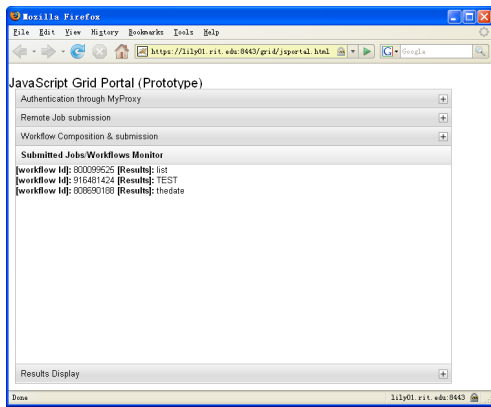 Mozilla Firefox
File Edit View History Bookmarks Tools Help
https://lily01.rit.edu:8443/grid/jsportal.html
Google
JavaScript Grid Portal (Prototype)
Authentication through MyProxy
Remote Job submission
Workflow Composition & submission
Submitted Jobs/Workflows Monitor
[workflow Id]: 800099525 [Results]: list
[workflow Id]: 916481424 [Results]: TEST
[workflow Id]: 808690188 [Results]: thedate
Results Display
Done lily01.rit.edu:8443